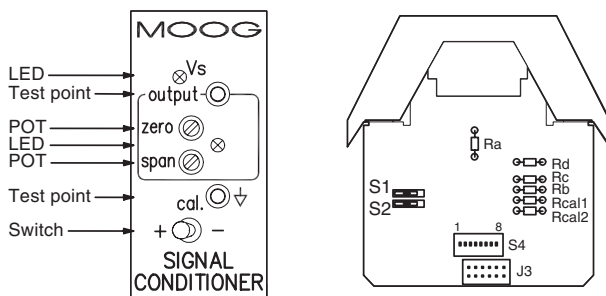 MOOG
LED
Vs
Test point
output
POT
zero
LED
POT
span
Test point
cal.
Switch
+ −
SIGNAL
CONDITIONER
Ra
Rd
Rc
Rb
Rcal1
Rcal2
S1
S2
1 8
S4
J3